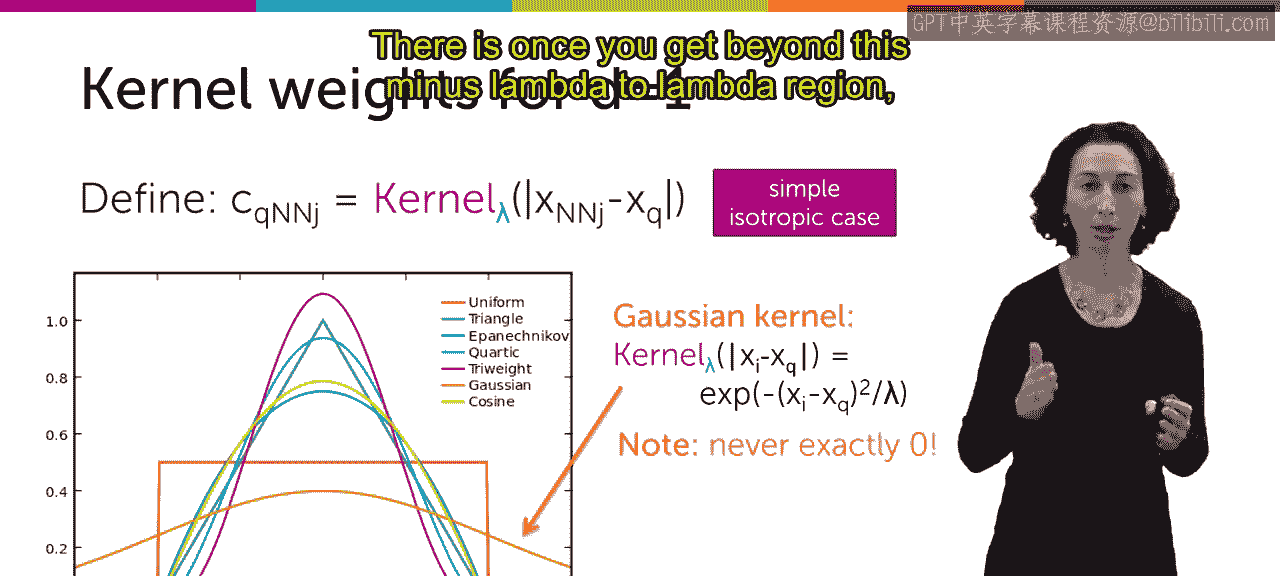 GPT中英字幕课程资源@bilibili.com
There is once you get beyond this
minus lambda to lambda region,
Kernel weights for d=1
Define: cqNNj = Kernelλ(|xNNj-xq|)
simple
isotropic case
Uniform
Triangle
Epanechnikov
Quartic
Triweight
Gaussian
Cosine
1.0
0.8
0.6
0.4
0.2
Gaussian kernel:
Kernelλ(|xi-xq|) =
exp(-(xi-xq)²/λ)
Note: never exactly 0!